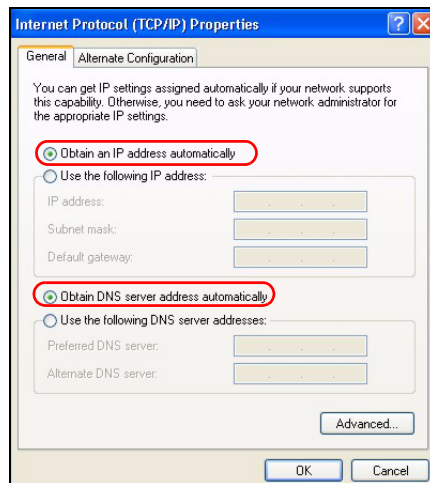 Internet Protocol (TCP/IP) Properties
General
Alternate Configuration
You can get IP settings assigned automatically if your network supports
this capability. Otherwise, you need to ask your network administrator for
the appropriate IP settings.
Obtain an IP address automatically
Use the following IP address:
IP address:
Subnet mask:
Default gateway:
Obtain DNS server address automatically
Use the following DNS server addresses:
Preferred DNS server:
Alternate DNS server:
Advanced...
OK
Cancel